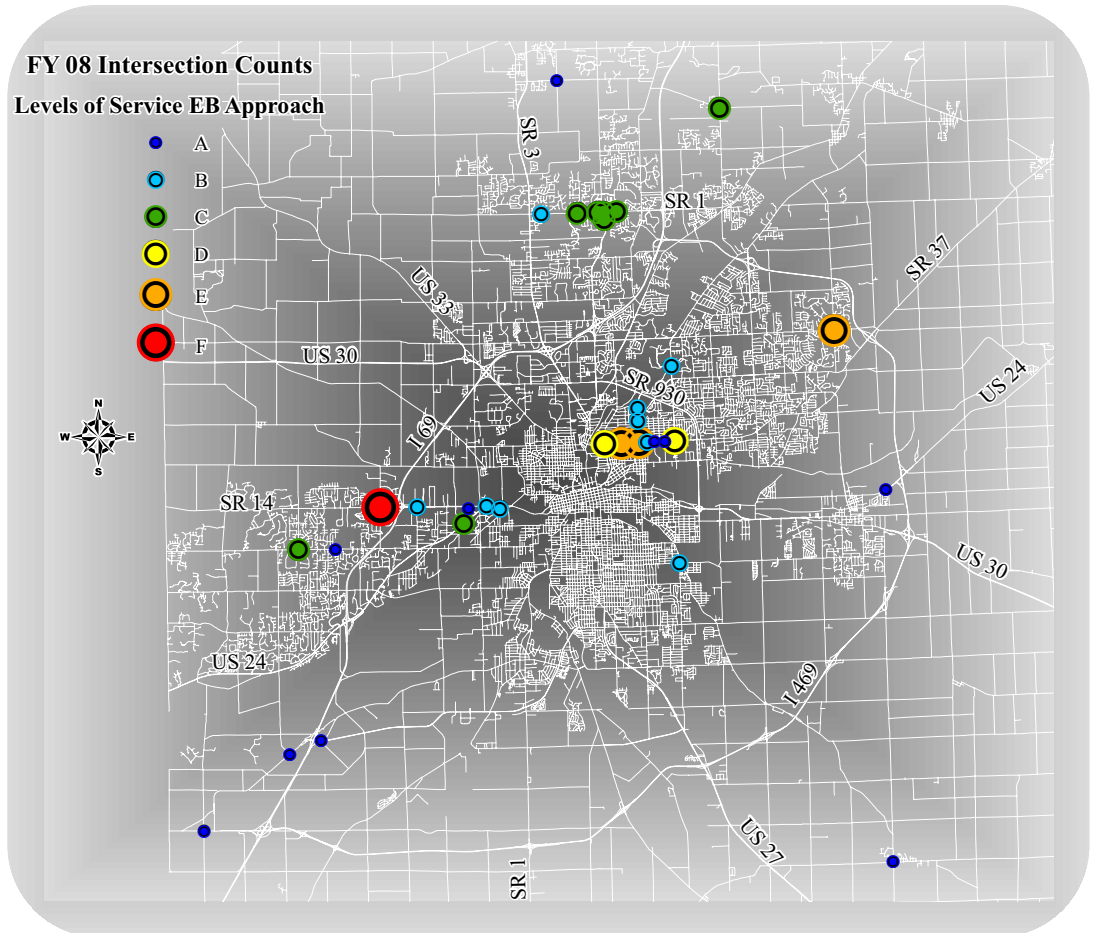 FY 08 Intersection Counts
Levels of Service EB Approach
A
B
C
D
E
F
SR 3
SR 1
SR 37
US 33
US 30
SR 930
US 24
I 69
N
W
E
S
SR 14
US 30
US 24
I 469
US 27
SR 1